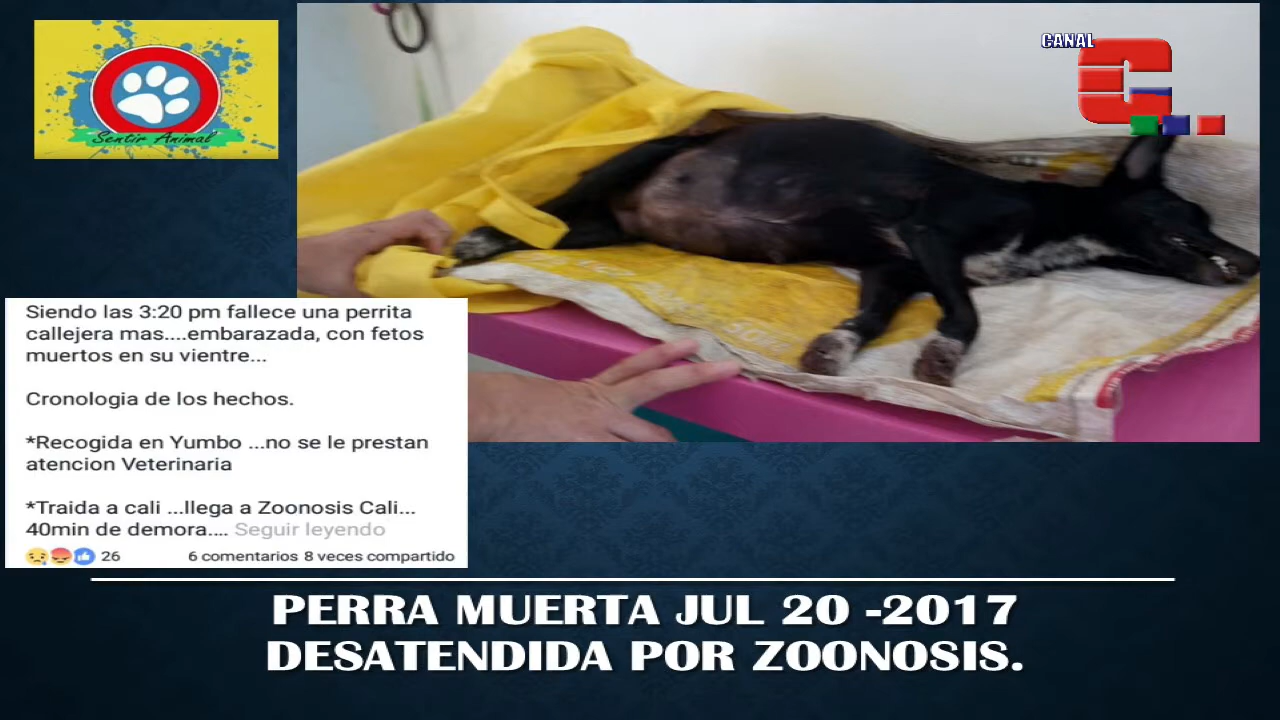 Sentir Animal
CANAL
C
Siendo las 3:20 pm fallece una perrita
callejera mas....embarazada, con fetos
muertos en su vientre...
Cronologia de los hechos.
*Recogida en Yumbo ...no se le prestan
atencion Veterinaria
*Traida a cali ...llega a Zoonosis Cali...
40min de demora.... Seguir leyendo
26
6 comentarios 8 veces compartido
PERRA MUERTA JUL 20 -2017
DESATENDIDA POR ZOONOSIS.